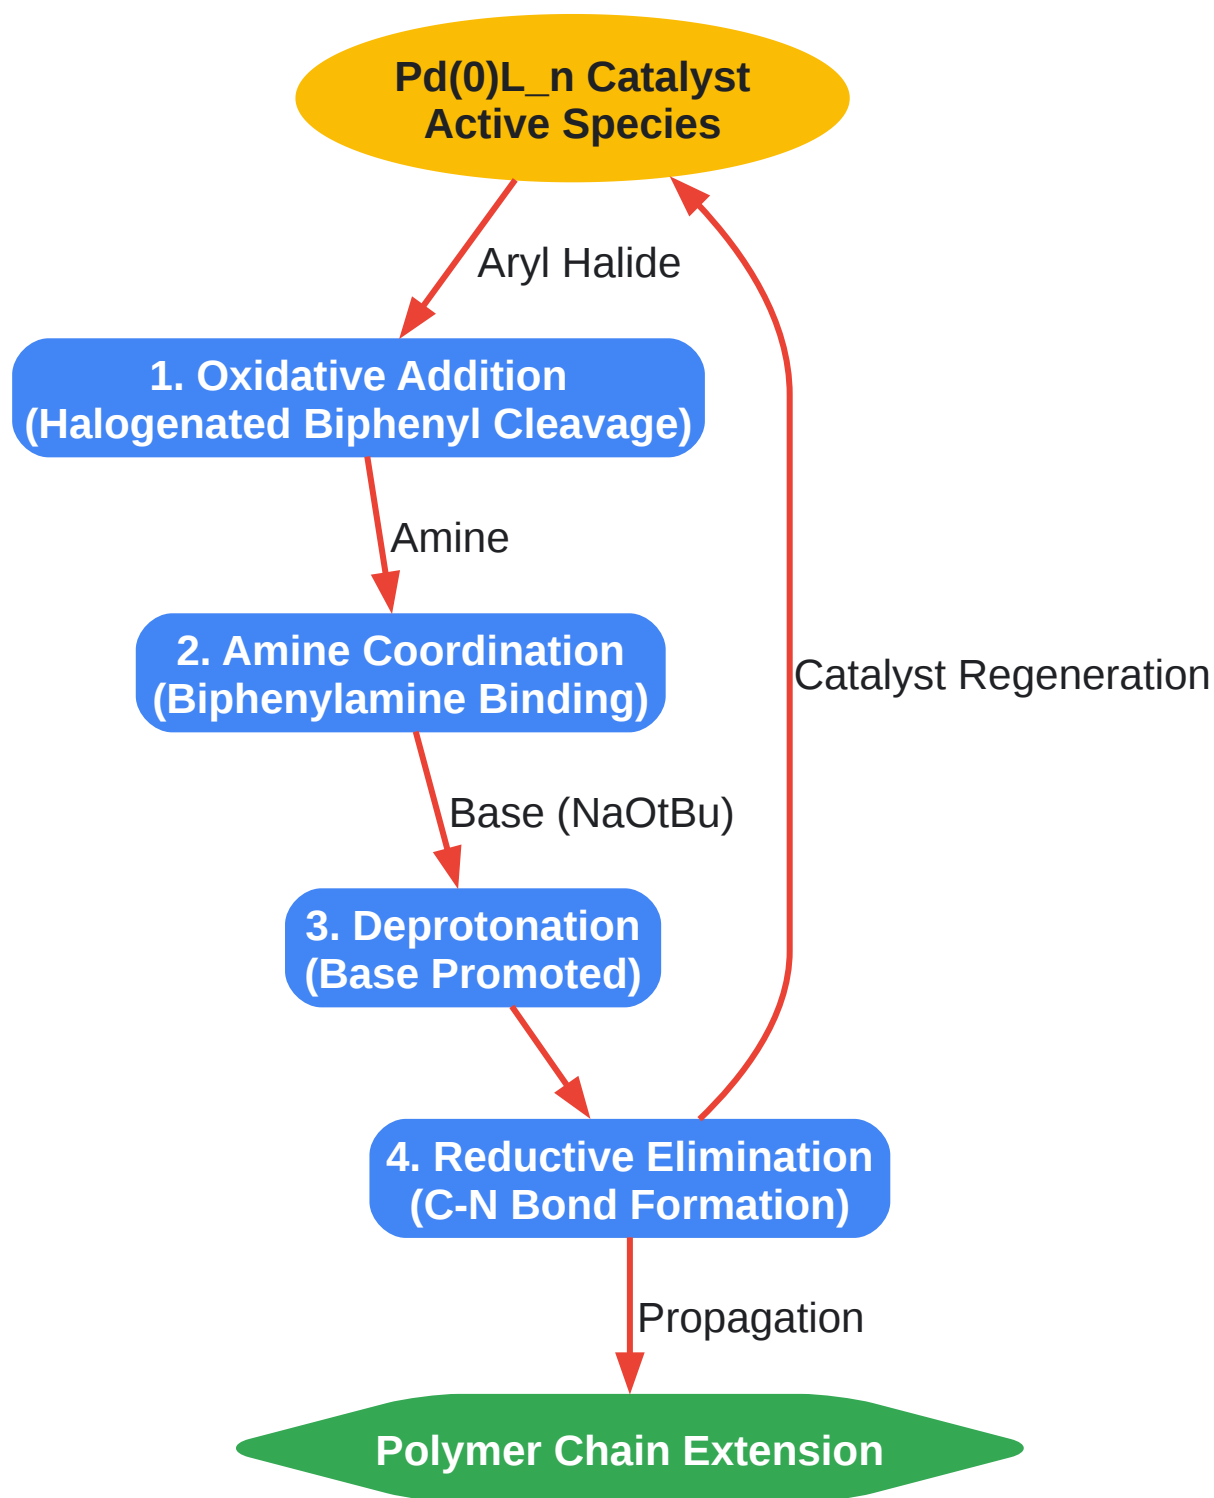 Pd(0)L_n Catalyst
Active Species
Aryl Halide
1. Oxidative Addition
(Halogenated Biphenyl Cleavage)
Amine
2. Amine Coordination
(Biphenylamine Binding)
Catalyst Regeneration
Base (NaOtBu)
3. Deprotonation
(Base Promoted)
4. Reductive Elimination
(C-N Bond Formation)
Propagation
Polymer Chain Extension